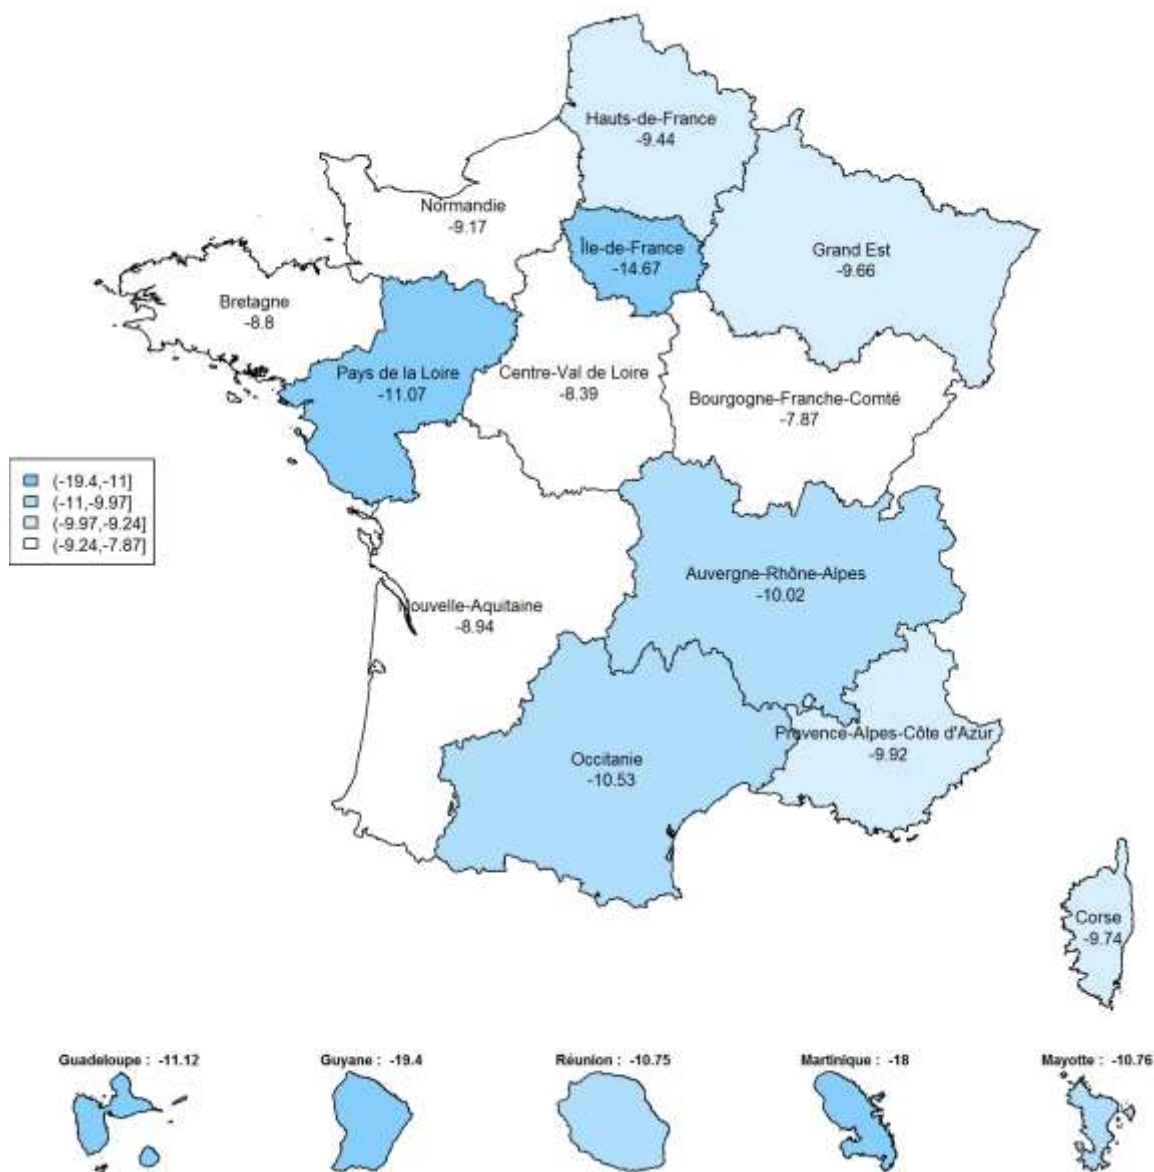 Hauts-de-France
-9.44
Normandie
-9.17
Île-de-France
-14.67
Grand Est
-9.66
Bretagne
-8.8
Pays de la Loire
-11.07
Centre-Val de Loire
-8.39
Bourgogne-Franche-Comté
-7.87
(-19.4,-11]
(-11,-9.97]
(-9.97,-9.24]
(-9.24,-7.87]
Auvergne-Rhône-Alpes
-10.02
Nouvelle-Aquitaine
-8.94
Provence-Alpes-Côte d'Azur
-9.92
Occitanie
-10.53
Corse
-9.74
Guadeloupe : -11.12
Guyane : -19.4
Réunion : -10.75
Martinique : -18
Mayotte : -10.76